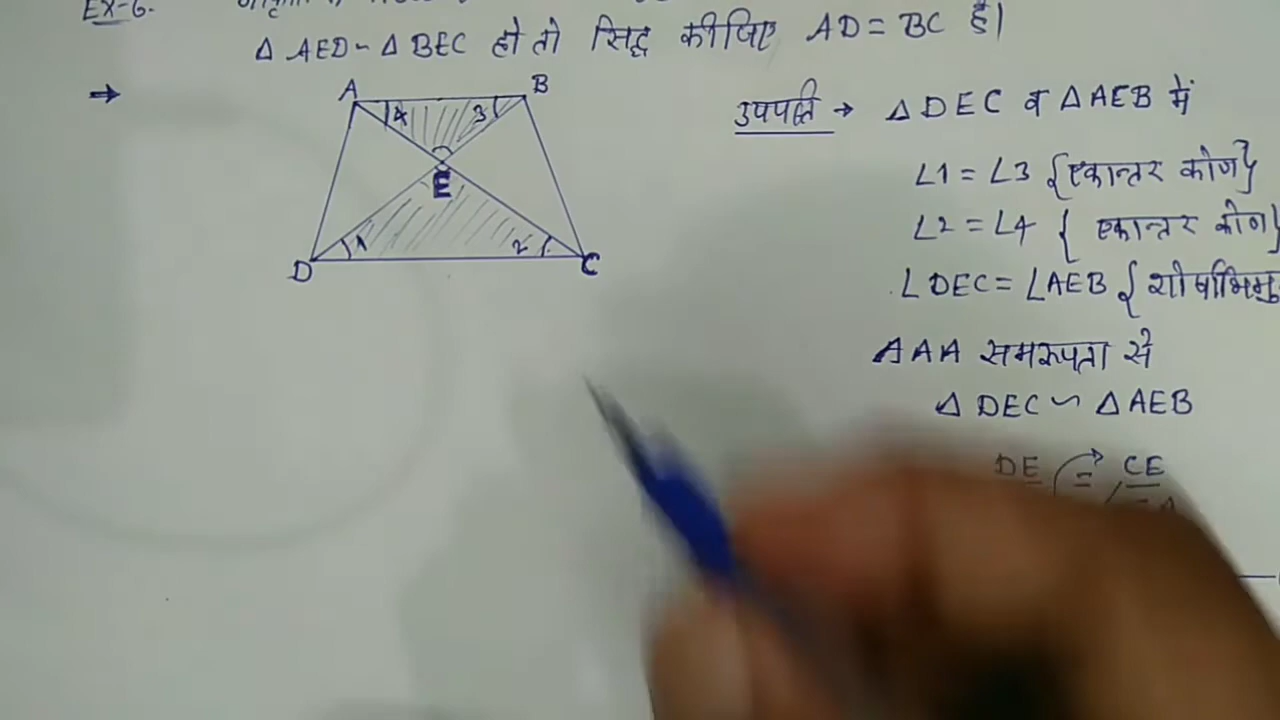 Ex-6.
Δ AED ~ Δ BEC हो तो सिद्ध कीजिए AD = BC है।
A
B
4
3
E
1
2
D
C
उपपत्ति → Δ DEC व Δ AEB में
∠1 = ∠3 {एकान्तर कोण}
∠2 = ∠4 { एकान्तर कोण}
∠DEC = ∠AEB {
AAA समरूपता से
Δ DEC ~ Δ AEB
DE = CE